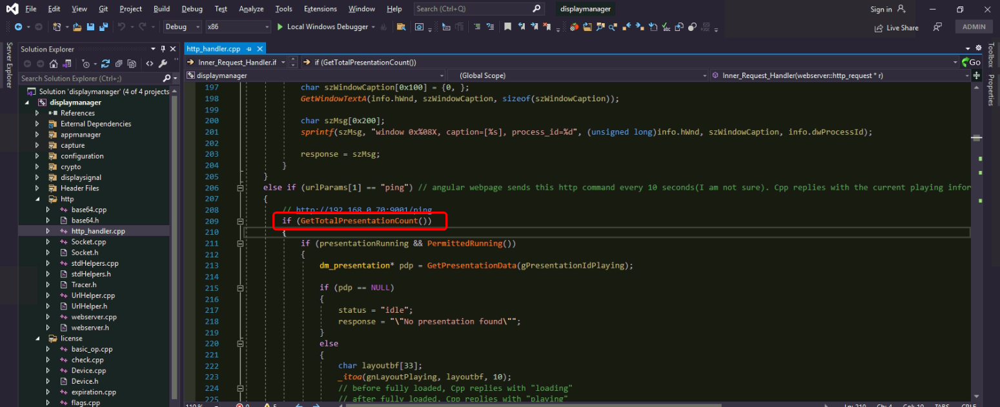 File Edit View Git Project Build Debug Test Analyze Tools Extensions Window Help Search (Ctrl+Q) displaymanager Sign in
Debug x86 Local Windows Debugger Live Share ADMIN
Server Explorer
Solution Explorer
Search Solution Explorer (Ctrl+;)
Solution 'displaymanager' (4 of 4 projects
displaymanager
References
External Dependencies
appmanager
capture
configuration
crypto
displaysignal
Header Files
http
base64.cpp
base64.h
http_handler.cpp
Socket.cpp
Socket.h
stdHelpers.cpp
stdHelpers.h
Tracer.h
UrlHelper.cpp
UrlHelper.h
webserver.cpp
webserver.h
license
basic_op.cpp
check.cpp
Device.cpp
Device.h
expiration.cpp
flags.cpp
http_handler.cpp
Inner_Request_Handler.if if (GetTotalPresentationCount()) Go
displaymanager (Global Scope) Inner_Request_Handler(webserver::http_request * r)
197 char szWindowCaption[0x100] = {0, };
198 GetWindowTextA(info.hWnd, szWindowCaption, sizeof(szWindowCaption));
199
200 char szMsg[0x200];
201 sprintf(szMsg, "window 0x%08X, caption=[%s], process_id=%d", (unsigned long)info.hWnd, szWindowCaption, info.dwProcessId);
202
203 response = szMsg;
204 }
205 }
206 else if (urlParams[1] == "ping") // angular webpage sends this http command every 10 seconds(I am not sure). Cpp replies with the current playing infor
207 {
208 // http://192.168.0.70:9001/ping
209 if (GetTotalPresentationCount())
210 {
211 if (presentationRunning && PermittedRunning())
212 {
213 dm_presentation* pdp = GetPresentationData(gPresentationIdPlaying);
214
215 if (pdp == NULL)
216 {
217 status = "idle";
218 response = "\"No presentation found\"";
219 }
220 else
221 {
222 char layoutbf[33];
223 _itoa(gnLayoutPlaying, layoutbf, 10);
224 // before fully loaded, Cpp replies with "loading"
225 // after fully loaded, Cpp replies with "playing"
110 % 0 5 Ln: 210 Ch: 4 Col: 10 TABS CRLF
Toolbox
Properties